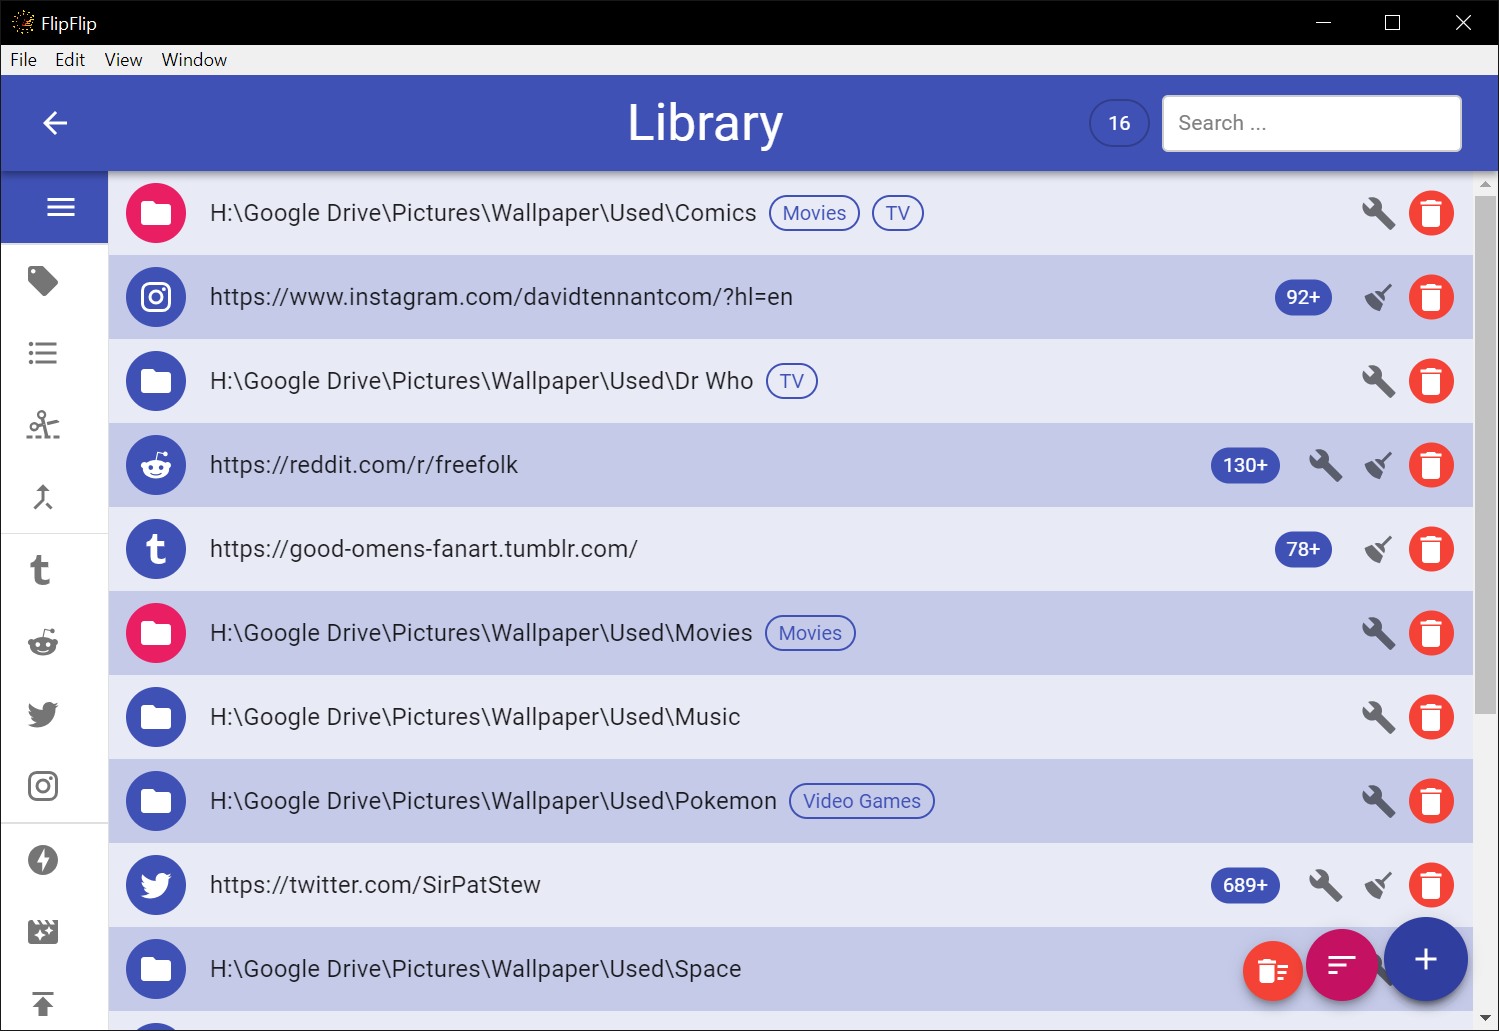 FlipFlip
File Edit View Window
Library 16 Search ...
H:\Google Drive\Pictures\Wallpaper\Used\Comics Movies TV
https://www.instagram.com/davidtennantcom/?hl=en 92+
H:\Google Drive\Pictures\Wallpaper\Used\Dr Who TV
https://reddit.com/r/freefolk 130+
https://good-omens-fanart.tumblr.com/ 78+
H:\Google Drive\Pictures\Wallpaper\Used\Movies Movies
H:\Google Drive\Pictures\Wallpaper\Used\Music
H:\Google Drive\Pictures\Wallpaper\Used\Pokemon Video Games
https://twitter.com/SirPatStew 689+
H:\Google Drive\Pictures\Wallpaper\Used\Space